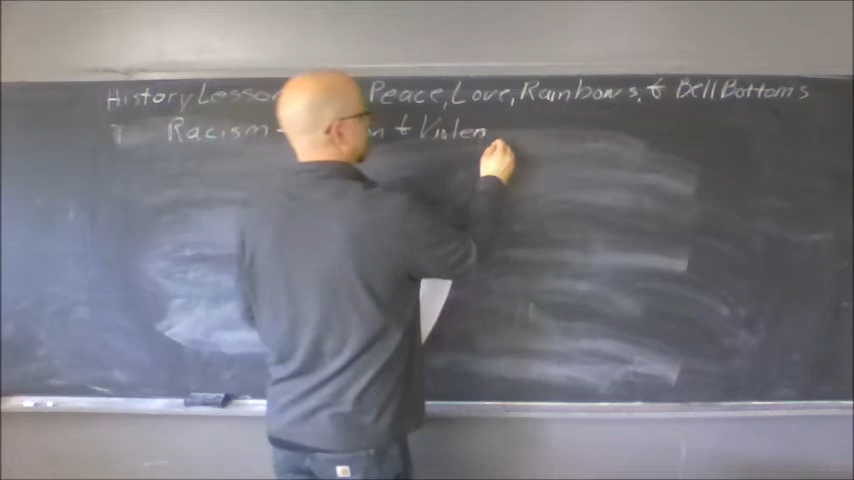 History Lesson Peace, Love, Rainbows, & Bell Bottoms
Racism - n + Violen